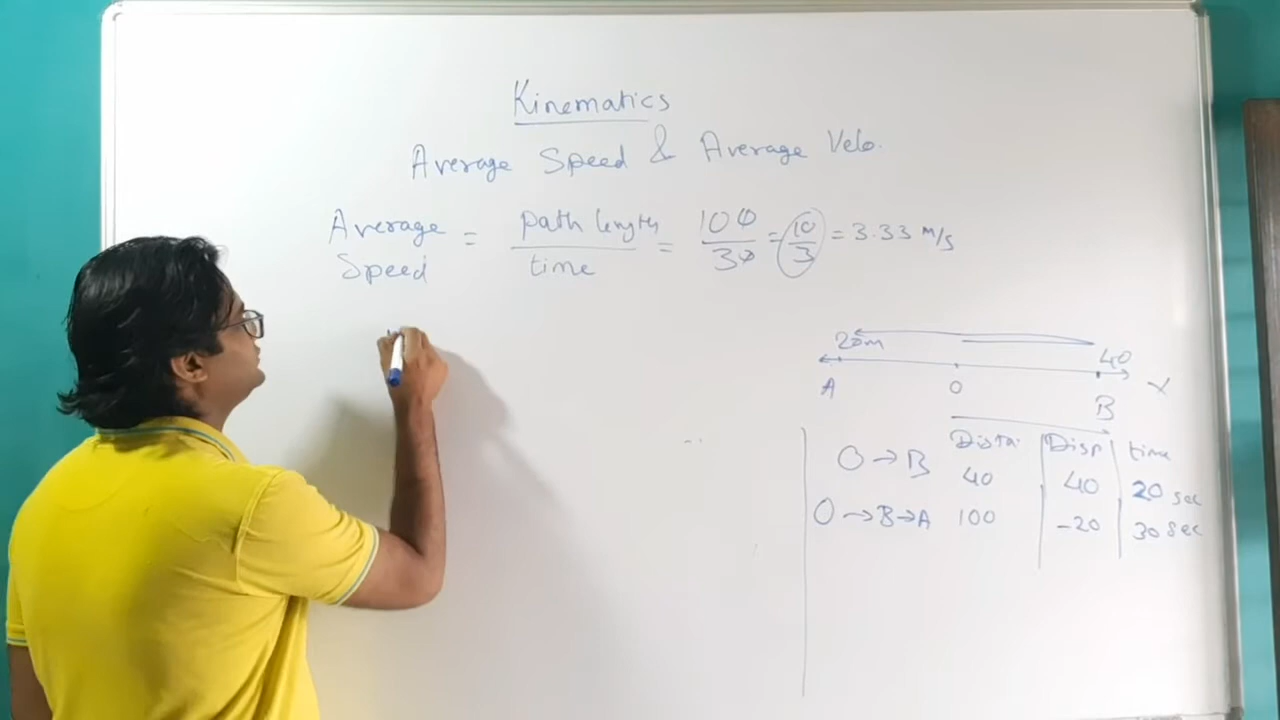 Kinematics
Average Speed & Average Velo.
Average Speed = path length / time = 100 / 30 = 10 / 3 = 3.33 m/s
20m
40
A O B X
Dista Disp time
O → B 40 40 20 sec
O → B → A 100 -20 30 sec